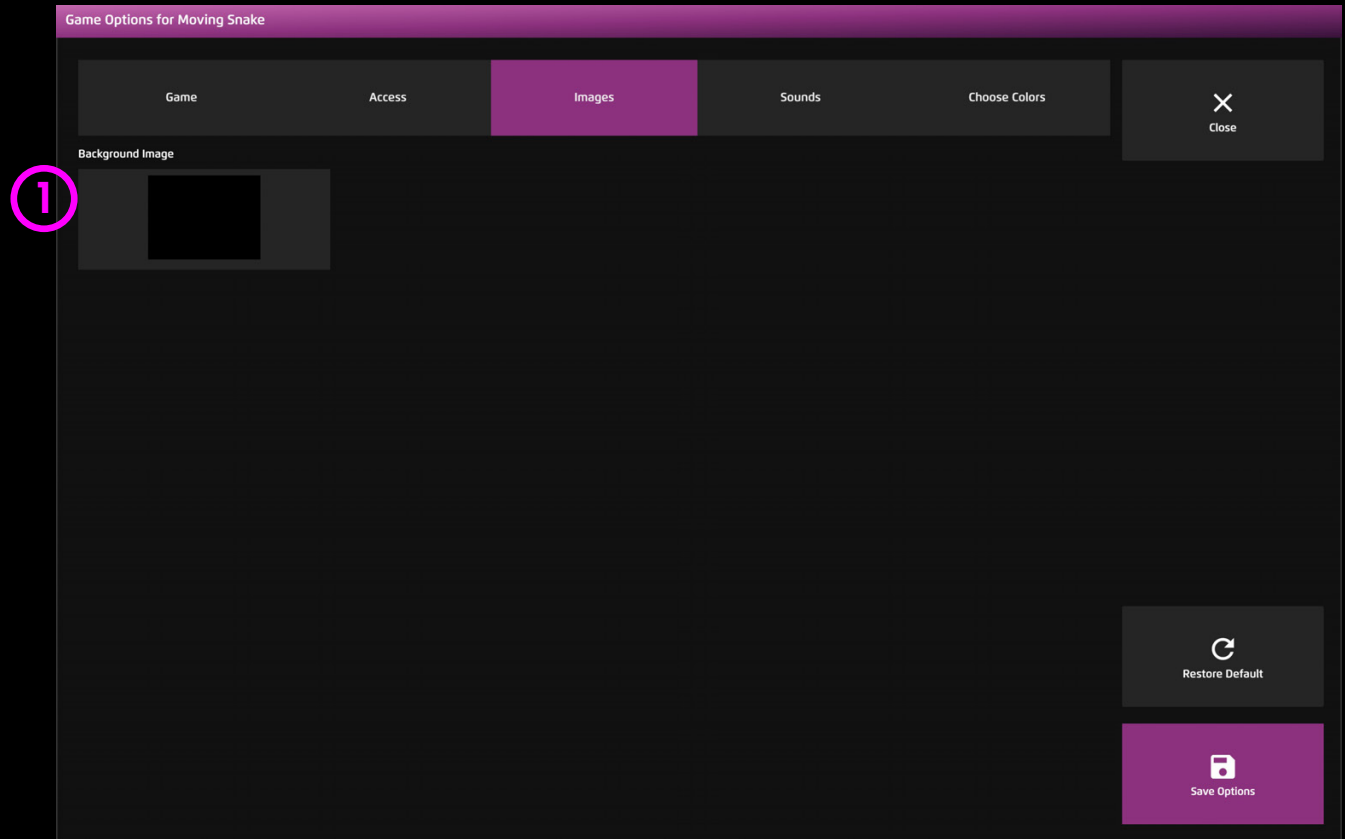 Game Options for Moving Snake
Game
Access
Images
Sounds
Choose Colors
Close
Background Image
1
Restore Default
Save Options